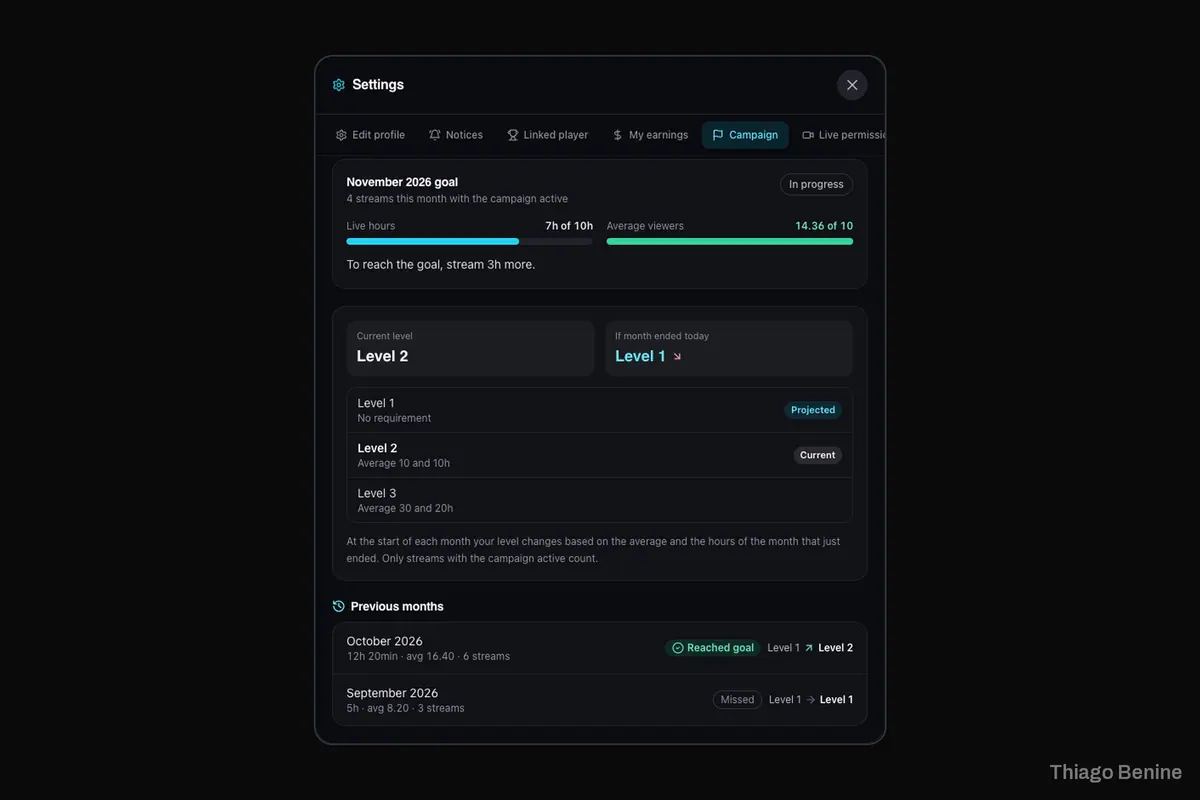 Settings
Edit profile
Notices
Linked player
My earnings
Campaign
Live permissic
November 2026 goal
In progress
4 streams this month with the campaign active
Live hours
7h of 10h
Average viewers
14.36 of 10
To reach the goal, stream 3h more.
Current level
Level 2
If month ended today
Level 1
Level 1
No requirement
Projected
Level 2
Average 10 and 10h
Current
Level 3
Average 30 and 20h
At the start of each month your level changes based on the average and the hours of the month that just
ended. Only streams with the campaign active count.
Previous months
October 2026
12h 20min · avg 16.40 · 6 streams
Reached goal
Level 1 ↗ Level 2
September 2026
5h · avg 8.20 · 3 streams
Missed
Level 1 → Level 1
Thiago Benine